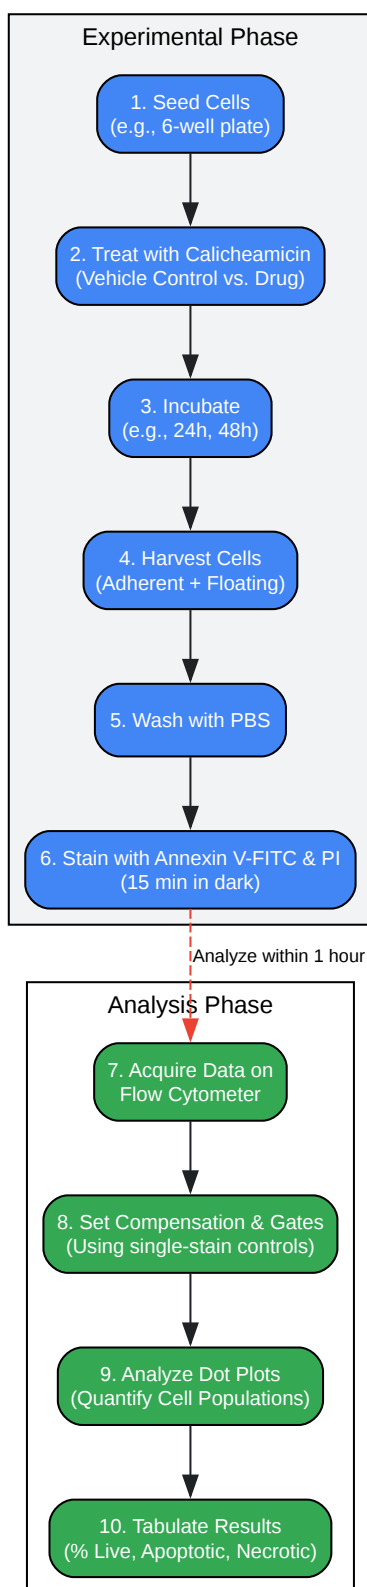 Experimental Phase
1. Seed Cells
(e.g., 6-well plate)
2. Treat with Calicheamicin
(Vehicle Control vs. Drug)
3. Incubate
(e.g., 24h, 48h)
4. Harvest Cells
(Adherent + Floating)
5. Wash with PBS
6. Stain with Annexin V-FITC & PI
(15 min in dark)
Analyze within 1 hour
Analysis Phase
7. Acquire Data on
Flow Cytometer
8. Set Compensation & Gates
(Using single-stain controls)
9. Analyze Dot Plots
(Quantify Cell Populations)
10. Tabulate Results
(% Live, Apoptotic, Necrotic)